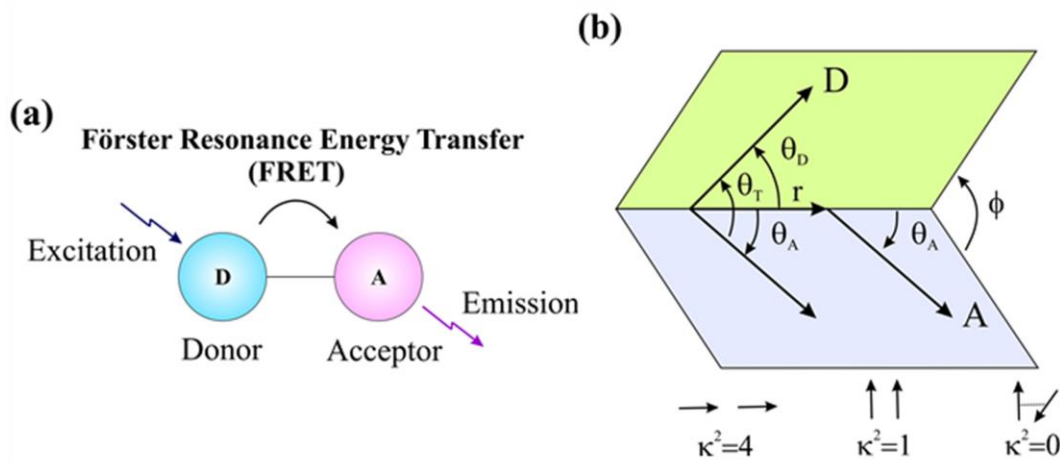 (a)
Förster Resonance Energy Transfer
(FRET)
Excitation
D
A
Emission
Donor
Acceptor
(b)
D
θD
θT
r
θA
θA
ϕ
A
κ²=4
κ²=1
κ²=0